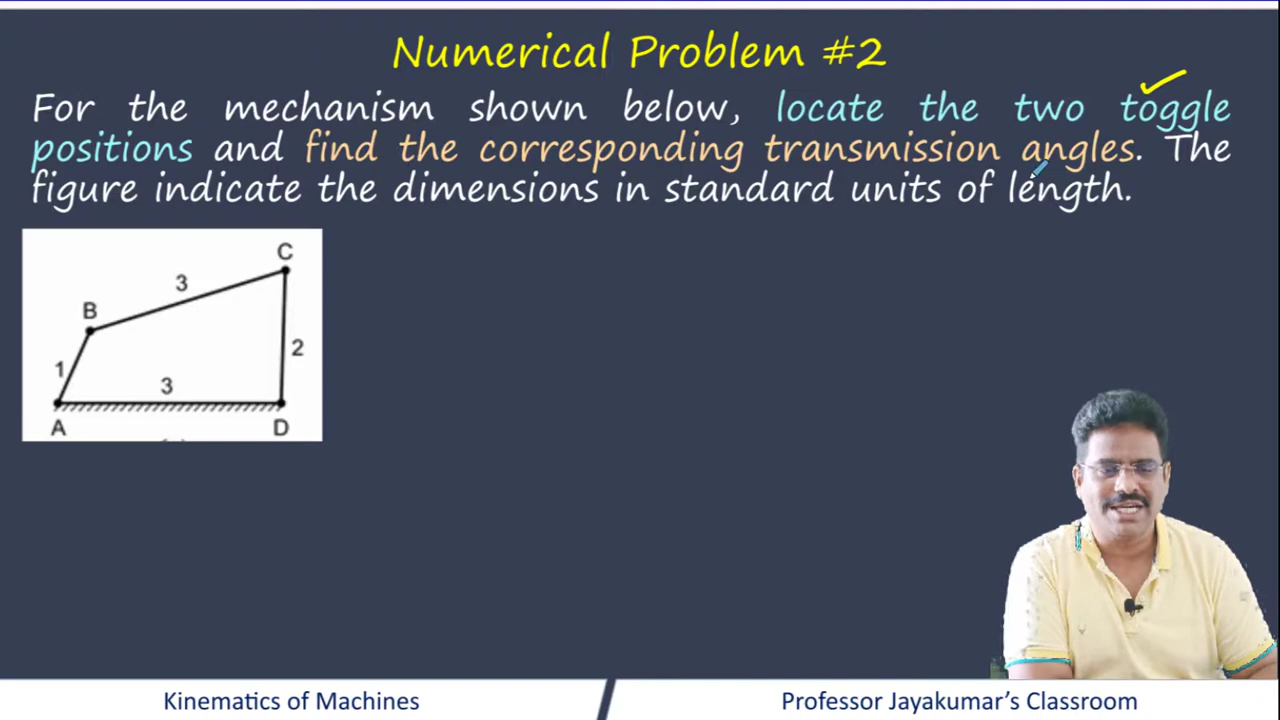 Numerical Problem #2
For the mechanism shown below, locate the two toggle
positions and find the corresponding transmission angles. The
figure indicate the dimensions in standard units of length.
C
3
B
1
2
3
A
D
Kinematics of Machines
Professor Jayakumar's Classroom